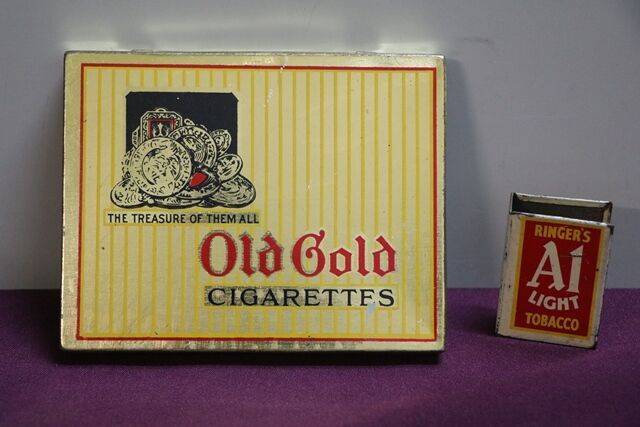 THE TREASURE OF THEM ALL
Old Gold
CIGARETTES
RINGER'S
A1
LIGHT
TOBACCO